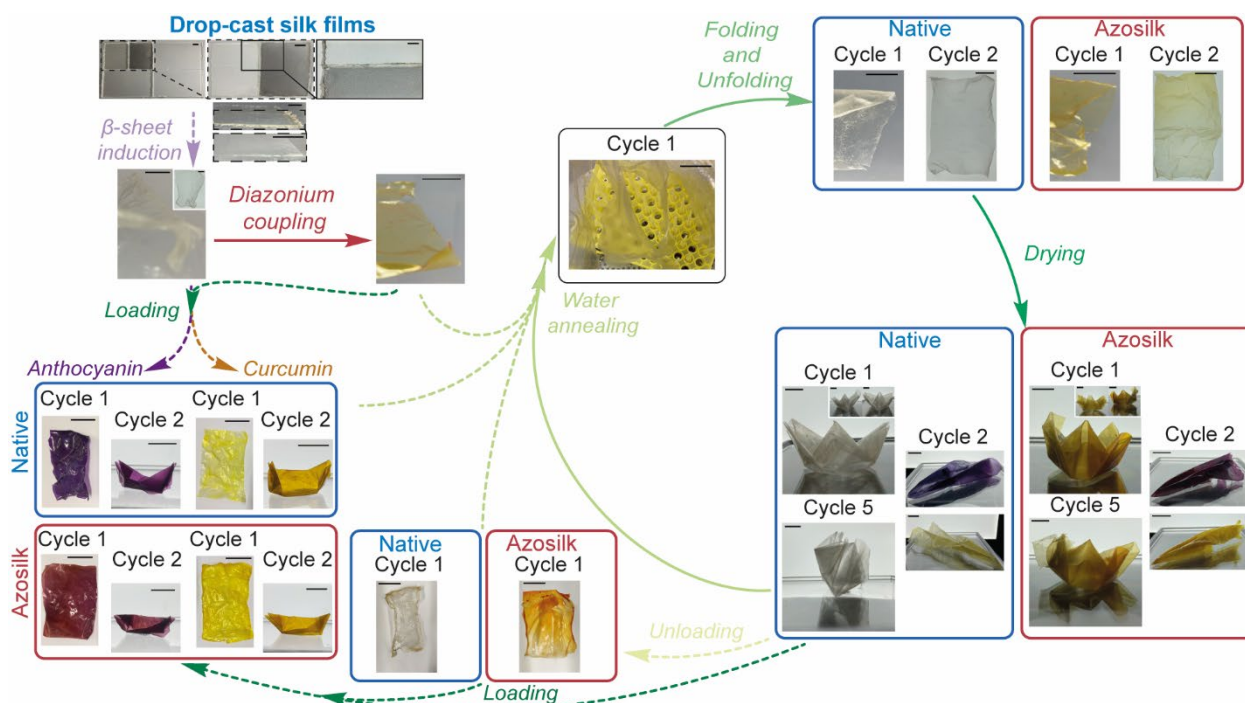 Drop-cast silk films
β-sheet
induction
Diazonium
coupling
Loading
Anthocyanin
Curcumin
Native
Cycle 1
Cycle 2
Cycle 1
Cycle 2
Azosilk
Cycle 1
Cycle 2
Cycle 1
Cycle 2
Native
Cycle 1
Azosilk
Cycle 1
Cycle 1
Water
annealing
Folding
and
Unfolding
Native
Cycle 1
Cycle 2
Azosilk
Cycle 1
Cycle 2
Drying
Native
Cycle 1
Cycle 2
Cycle 5
Azosilk
Cycle 1
Cycle 2
Cycle 5
Unloading
Loading